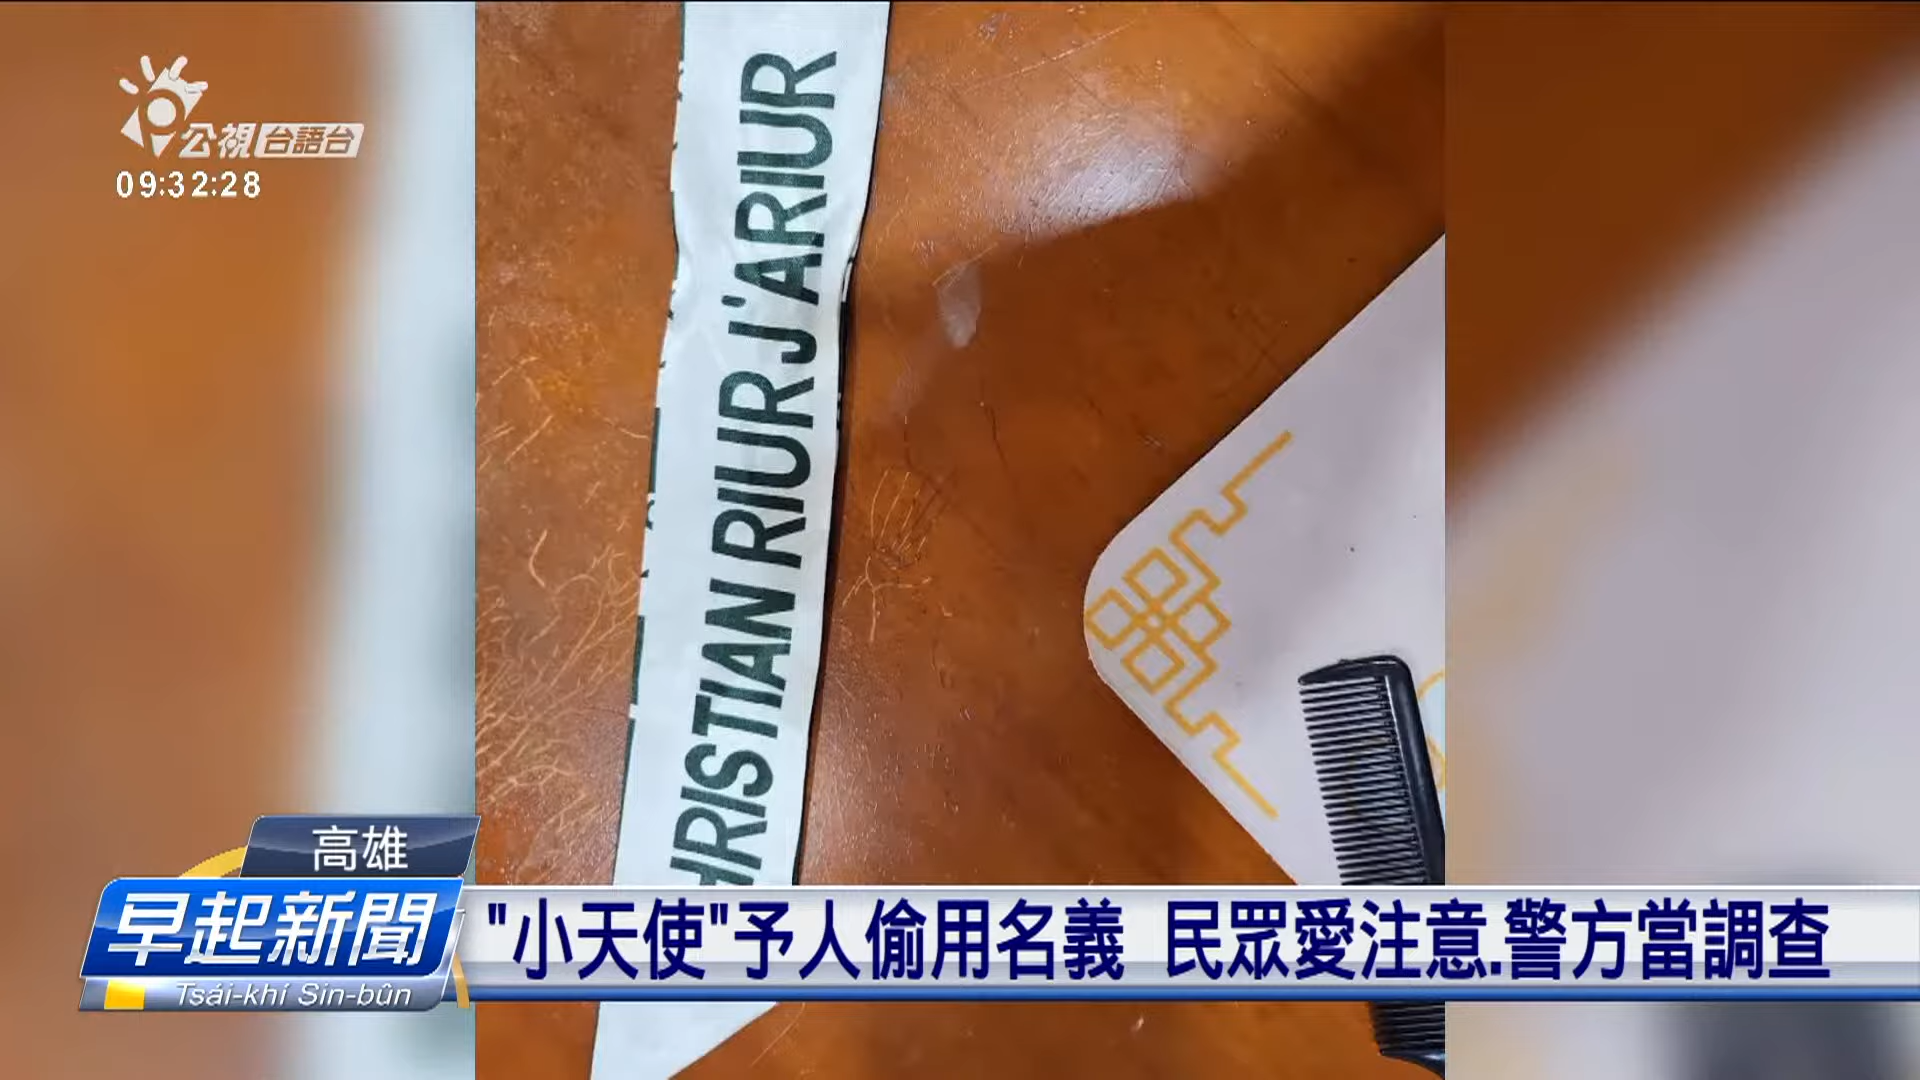 公視台語台
09:32:28
HRISTIAN RIUR J'ARIUR
高雄
早起新聞
Tsái-khí Sin-bûn
"小天使"予人偷用名義 民眾愛注意.警方當調查